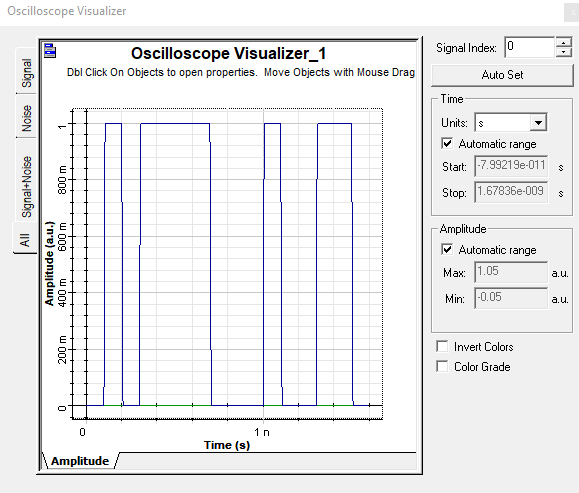 Oscilloscope Visualizer
x
Signal
Noise
Signal+Noise
All
Oscilloscope Visualizer_1
Dbl Click On Objects to open properties. Move Objects with Mouse Drag
Amplitude (a.u.)
1
800 m
600 m
400 m
200 m
0
0
1 n
Time (s)
Amplitude
Signal Index:
0
Auto Set
Time
Units:
s
Automatic range
Start:
-7.99219e-011
s
Stop:
1.67836e-009
s
Amplitude
Automatic range
Max:
1.05
a.u.
Min:
-0.05
a.u.
Invert Colors
Color Grade